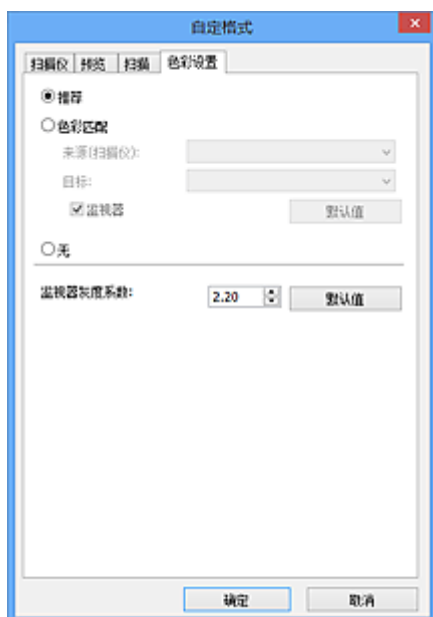 自定格式
扫描仪 预览 扫描 色彩设置
推荐
色彩匹配
来源(扫描仪):
目标:
监视器 默认值
无
监视器灰度系数: 2.20 默认值
确定 取消